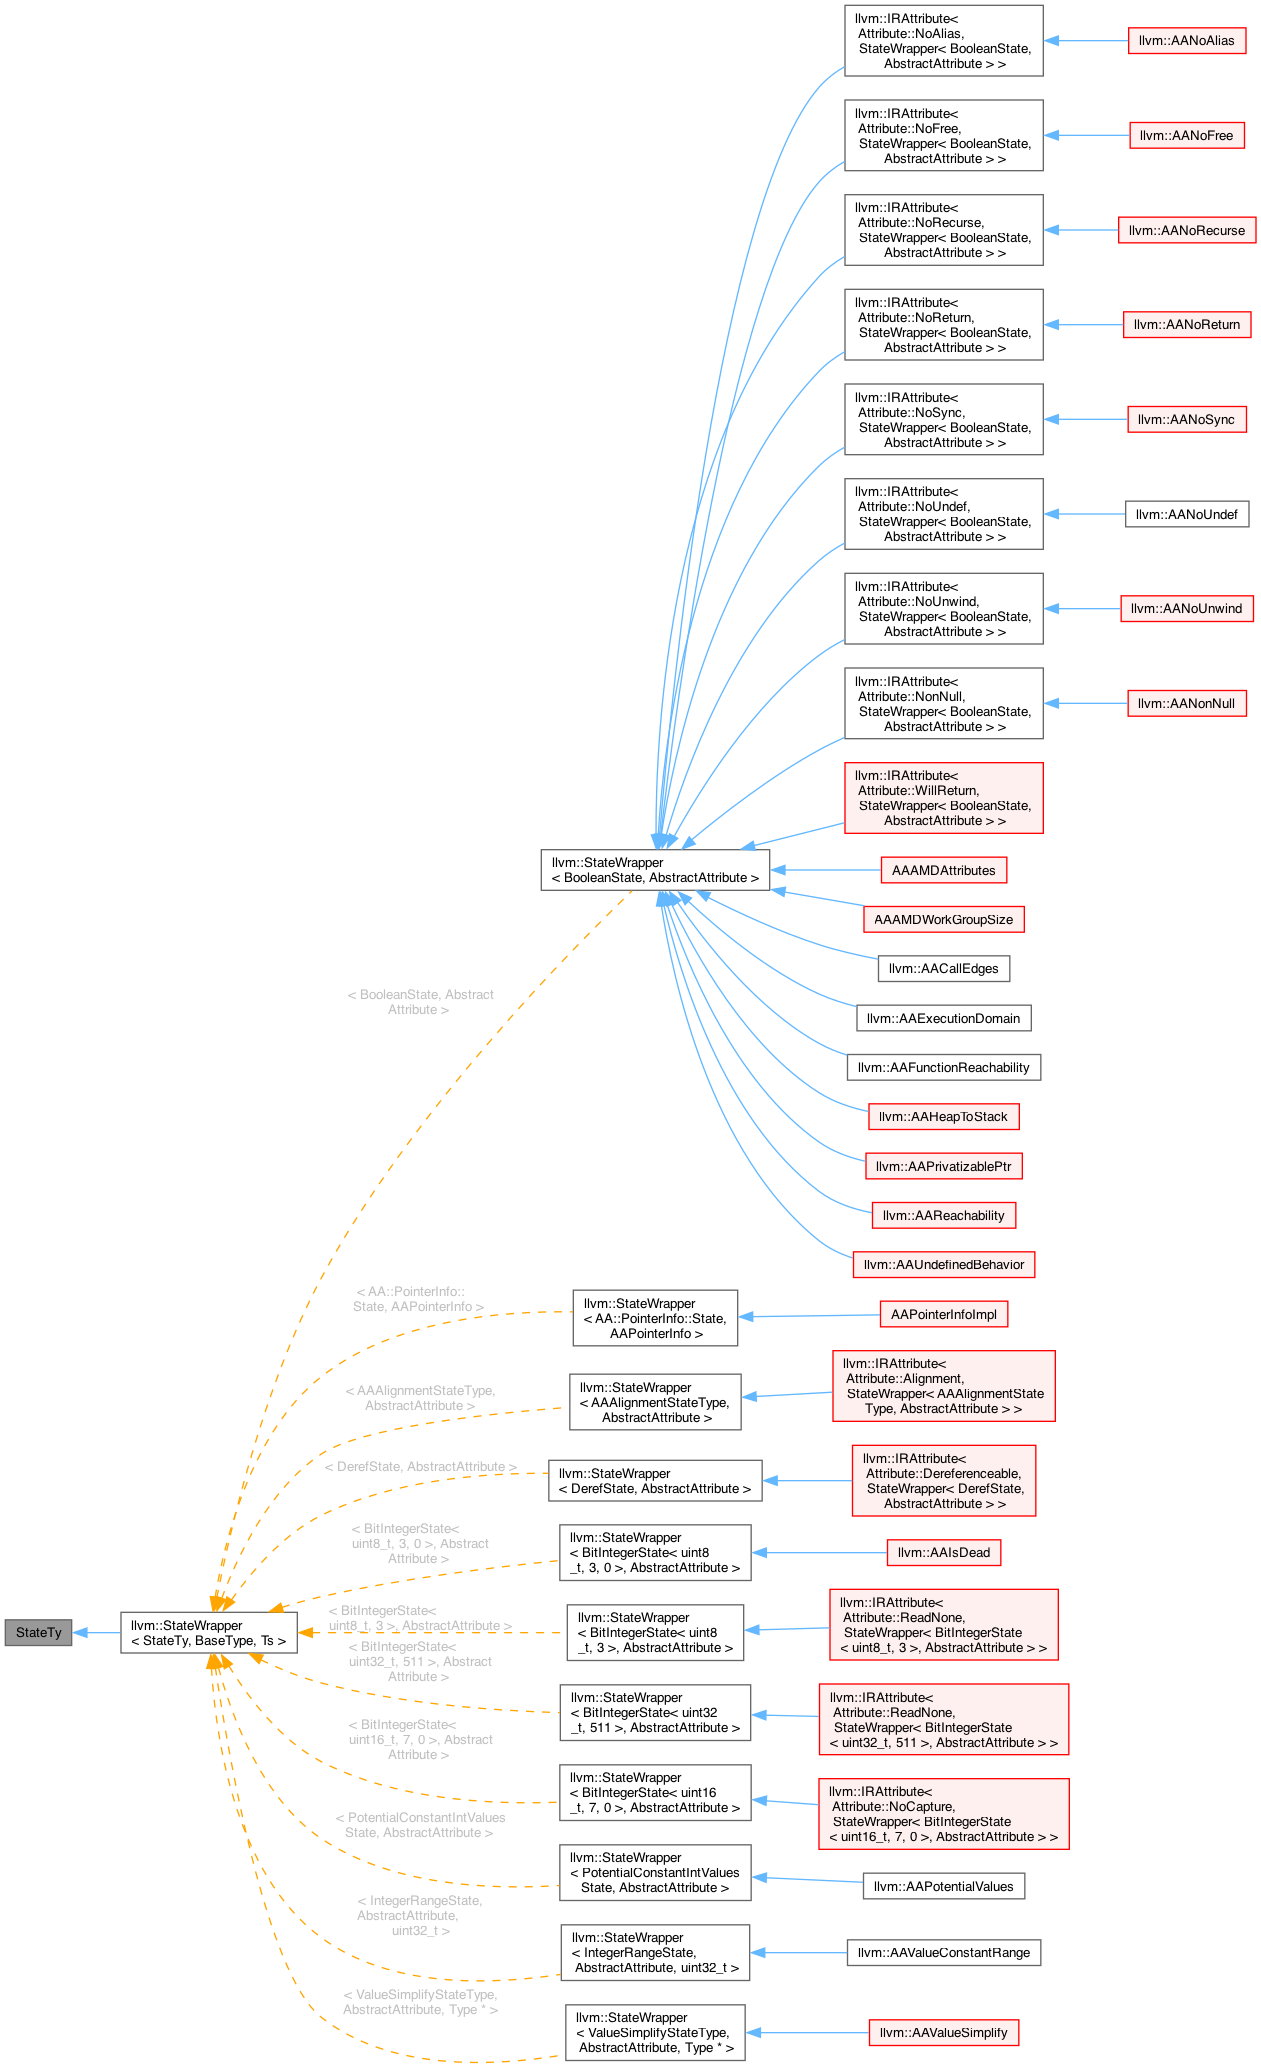 llvm::IRAttribute<
Attribute::NoAlias,
StateWrapper< BooleanState,
AbstractAttribute > >
llvm::AANoAlias
llvm::IRAttribute<
Attribute::NoFree,
StateWrapper< BooleanState,
AbstractAttribute > >
llvm::AANoFree
llvm::IRAttribute<
Attribute::NoRecurse,
StateWrapper< BooleanState,
AbstractAttribute > >
llvm::AANoRecurse
llvm::IRAttribute<
Attribute::NoReturn,
StateWrapper< BooleanState,
AbstractAttribute > >
llvm::AANoReturn
llvm::IRAttribute<
Attribute::NoSync,
StateWrapper< BooleanState,
AbstractAttribute > >
llvm::AANoSync
llvm::IRAttribute<
Attribute::NoUndef,
StateWrapper< BooleanState,
AbstractAttribute > >
llvm::AANoUndef
llvm::IRAttribute<
Attribute::NoUnwind,
StateWrapper< BooleanState,
AbstractAttribute > >
llvm::AANoUnwind
llvm::IRAttribute<
Attribute::NonNull,
StateWrapper< BooleanState,
AbstractAttribute > >
llvm::AANonNull
llvm::IRAttribute<
Attribute::WillReturn,
StateWrapper< BooleanState,
AbstractAttribute > >
llvm::StateWrapper
< BooleanState, AbstractAttribute >
AAAMDAttributes
AAAMDWorkGroupSize
llvm::AACallEdges
llvm::AAExecutionDomain
llvm::AAFunctionReachability
llvm::AAHeapToStack
llvm::AAPrivatizablePtr
llvm::AAReachability
llvm::AAUndefinedBehavior
< BooleanState, Abstract
Attribute >
< AA::PointerInfo::
State, AAPointerInfo >
llvm::StateWrapper
< AA::PointerInfo::State,
AAPointerInfo >
AAPointerInfoImpl
< AAAlignmentStateType,
AbstractAttribute >
llvm::StateWrapper
< AAAlignmentStateType,
AbstractAttribute >
llvm::IRAttribute<
Attribute::Alignment,
StateWrapper< AAAlignmentState
Type, AbstractAttribute > >
< DerefState, AbstractAttribute >
llvm::StateWrapper
< DerefState, AbstractAttribute >
llvm::IRAttribute<
Attribute::Dereferenceable,
StateWrapper< DerefState,
AbstractAttribute > >
< BitIntegerState<
uint8_t, 3, 0 >, Abstract
Attribute >
llvm::StateWrapper
< BitIntegerState< uint8
_t, 3, 0 >, AbstractAttribute >
llvm::AAIsDead
StateTy
llvm::StateWrapper
< StateTy, BaseType, Ts >
< BitIntegerState<
uint8_t, 3 >, AbstractAttribute >
llvm::StateWrapper
< BitIntegerState< uint8
_t, 3 >, AbstractAttribute >
llvm::IRAttribute<
Attribute::ReadNone,
StateWrapper< BitIntegerState
< uint8_t, 3 >, AbstractAttribute > >
< BitIntegerState<
uint32_t, 511 >, Abstract
Attribute >
llvm::StateWrapper
< BitIntegerState< uint32
_t, 511 >, AbstractAttribute >
llvm::IRAttribute<
Attribute::ReadNone,
StateWrapper< BitIntegerState
< uint32_t, 511 >, AbstractAttribute > >
< BitIntegerState<
uint16_t, 7, 0 >, Abstract
Attribute >
llvm::StateWrapper
< BitIntegerState< uint16
_t, 7, 0 >, AbstractAttribute >
llvm::IRAttribute<
Attribute::NoCapture,
StateWrapper< BitIntegerState
< uint16_t, 7, 0 >, AbstractAttribute > >
< PotentialConstantIntValues
State, AbstractAttribute >
llvm::StateWrapper
< PotentialConstantIntValues
State, AbstractAttribute >
llvm::AAPotentialValues
< IntegerRangeState,
AbstractAttribute,
uint32_t >
llvm::StateWrapper
< IntegerRangeState,
AbstractAttribute, uint32_t >
llvm::AAValueConstantRange
< ValueSimplifyStateType,
AbstractAttribute, Type * >
llvm::StateWrapper
< ValueSimplifyStateType,
AbstractAttribute, Type * >
llvm::AAValueSimplify